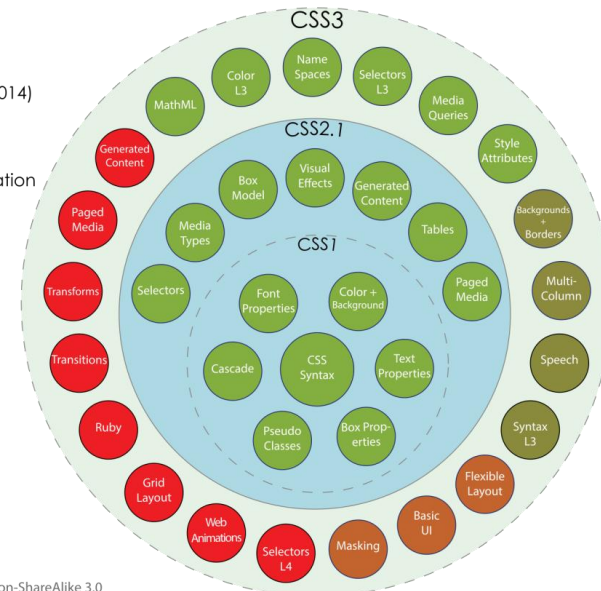 CSS3
014)
ation
Name
Spaces
Selectors
L3
Media
Queries
Style
Attributes
Backgrounds
+
Borders
Multi-
Column
Speech
Syntax
L3
Flexible
Layout
Basic
UI
Masking
Selectors
L4
Web
Animations
Grid
Layout
Ruby
Transitions
Transforms
Paged
Media
Generated
Content
MathML
Color
L3
CSS2.1
Selectors
Media
Types
Box
Model
Visual
Effects
Generated
Content
Tables
Paged
Media
CSS1
Font
Properties
Color +
Background
Cascade
CSS
Syntax
Text
Properties
Pseudo
Classes
Box Prop-
erties
on-ShareAlike 3.0